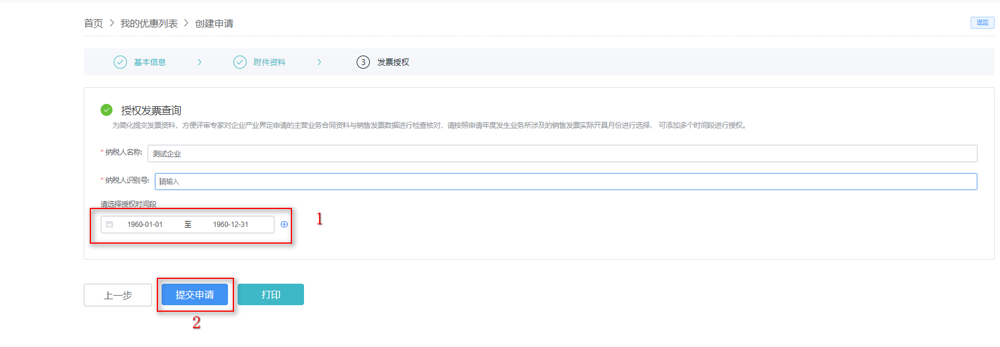 首页 > 我的优惠列表 > 创建申请
返回
基本信息 > 附件资料 > 3 发票授权
授权发票查询
为简化提交发票资料，方便评审专家对企业产业界定申请的主营业务合同资料与销售发票数据进行检查核对，请按照申请年度发生业务所涉及的销售发票实际开具月份进行选择， 可添加多个时间段进行授权。
* 纳税人名称: 测试企业
* 纳税人识别号: 请输入
请选择授权时间段
1960-01-01 至 1960-12-31
1
上一步 提交申请 打印
2